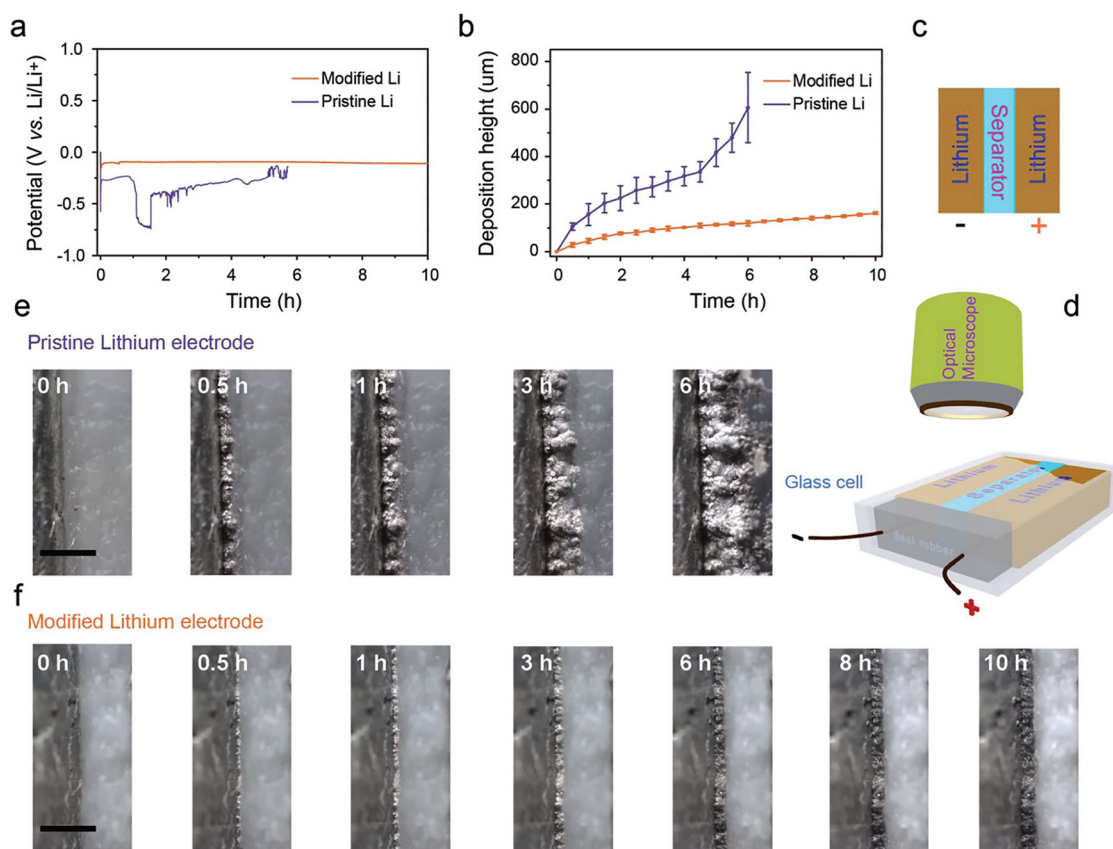 a
1.0
0.5
0.0
-0.5
-1.0
Potential (V vs. Li/Li+)
Modified Li
Pristine Li
0 2 4 6 8 10
Time (h)
b
800
600
400
200
0
Deposition height (um)
Modified Li
Pristine Li
0 2 4 6 8 10
Time (h)
c
Lithium
Separator
Lithium
- +
d
Optical
Microscope
Glass cell
Lithium
Separator
Lithium
Seal rubber
-
+
e
Pristine Lithium electrode
0 h 0.5 h 1 h 3 h 6 h
f
Modified Lithium electrode
0 h 0.5 h 1 h 3 h 6 h 8 h 10 h